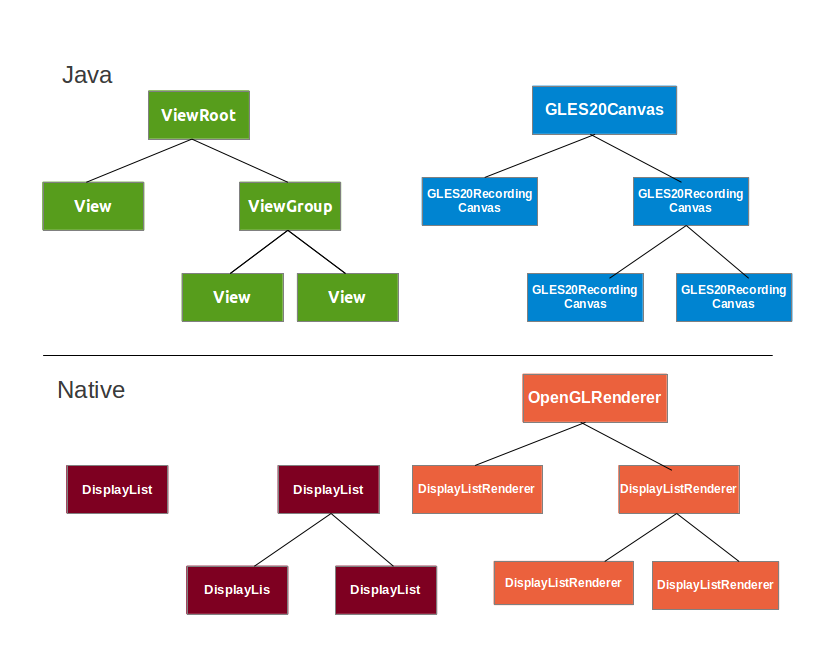 Java
ViewRoot
GLES20Canvas
View
ViewGroup
GLES20Recording
Canvas
GLES20Recording
Canvas
View
View
GLES20Recording
Canvas
GLES20Recording
Canvas
Native
OpenGLRenderer
DisplayList
DisplayList
DisplayListRenderer
DisplayListRenderer
DisplayLis
DisplayList
DisplayListRenderer
DisplayListRenderer